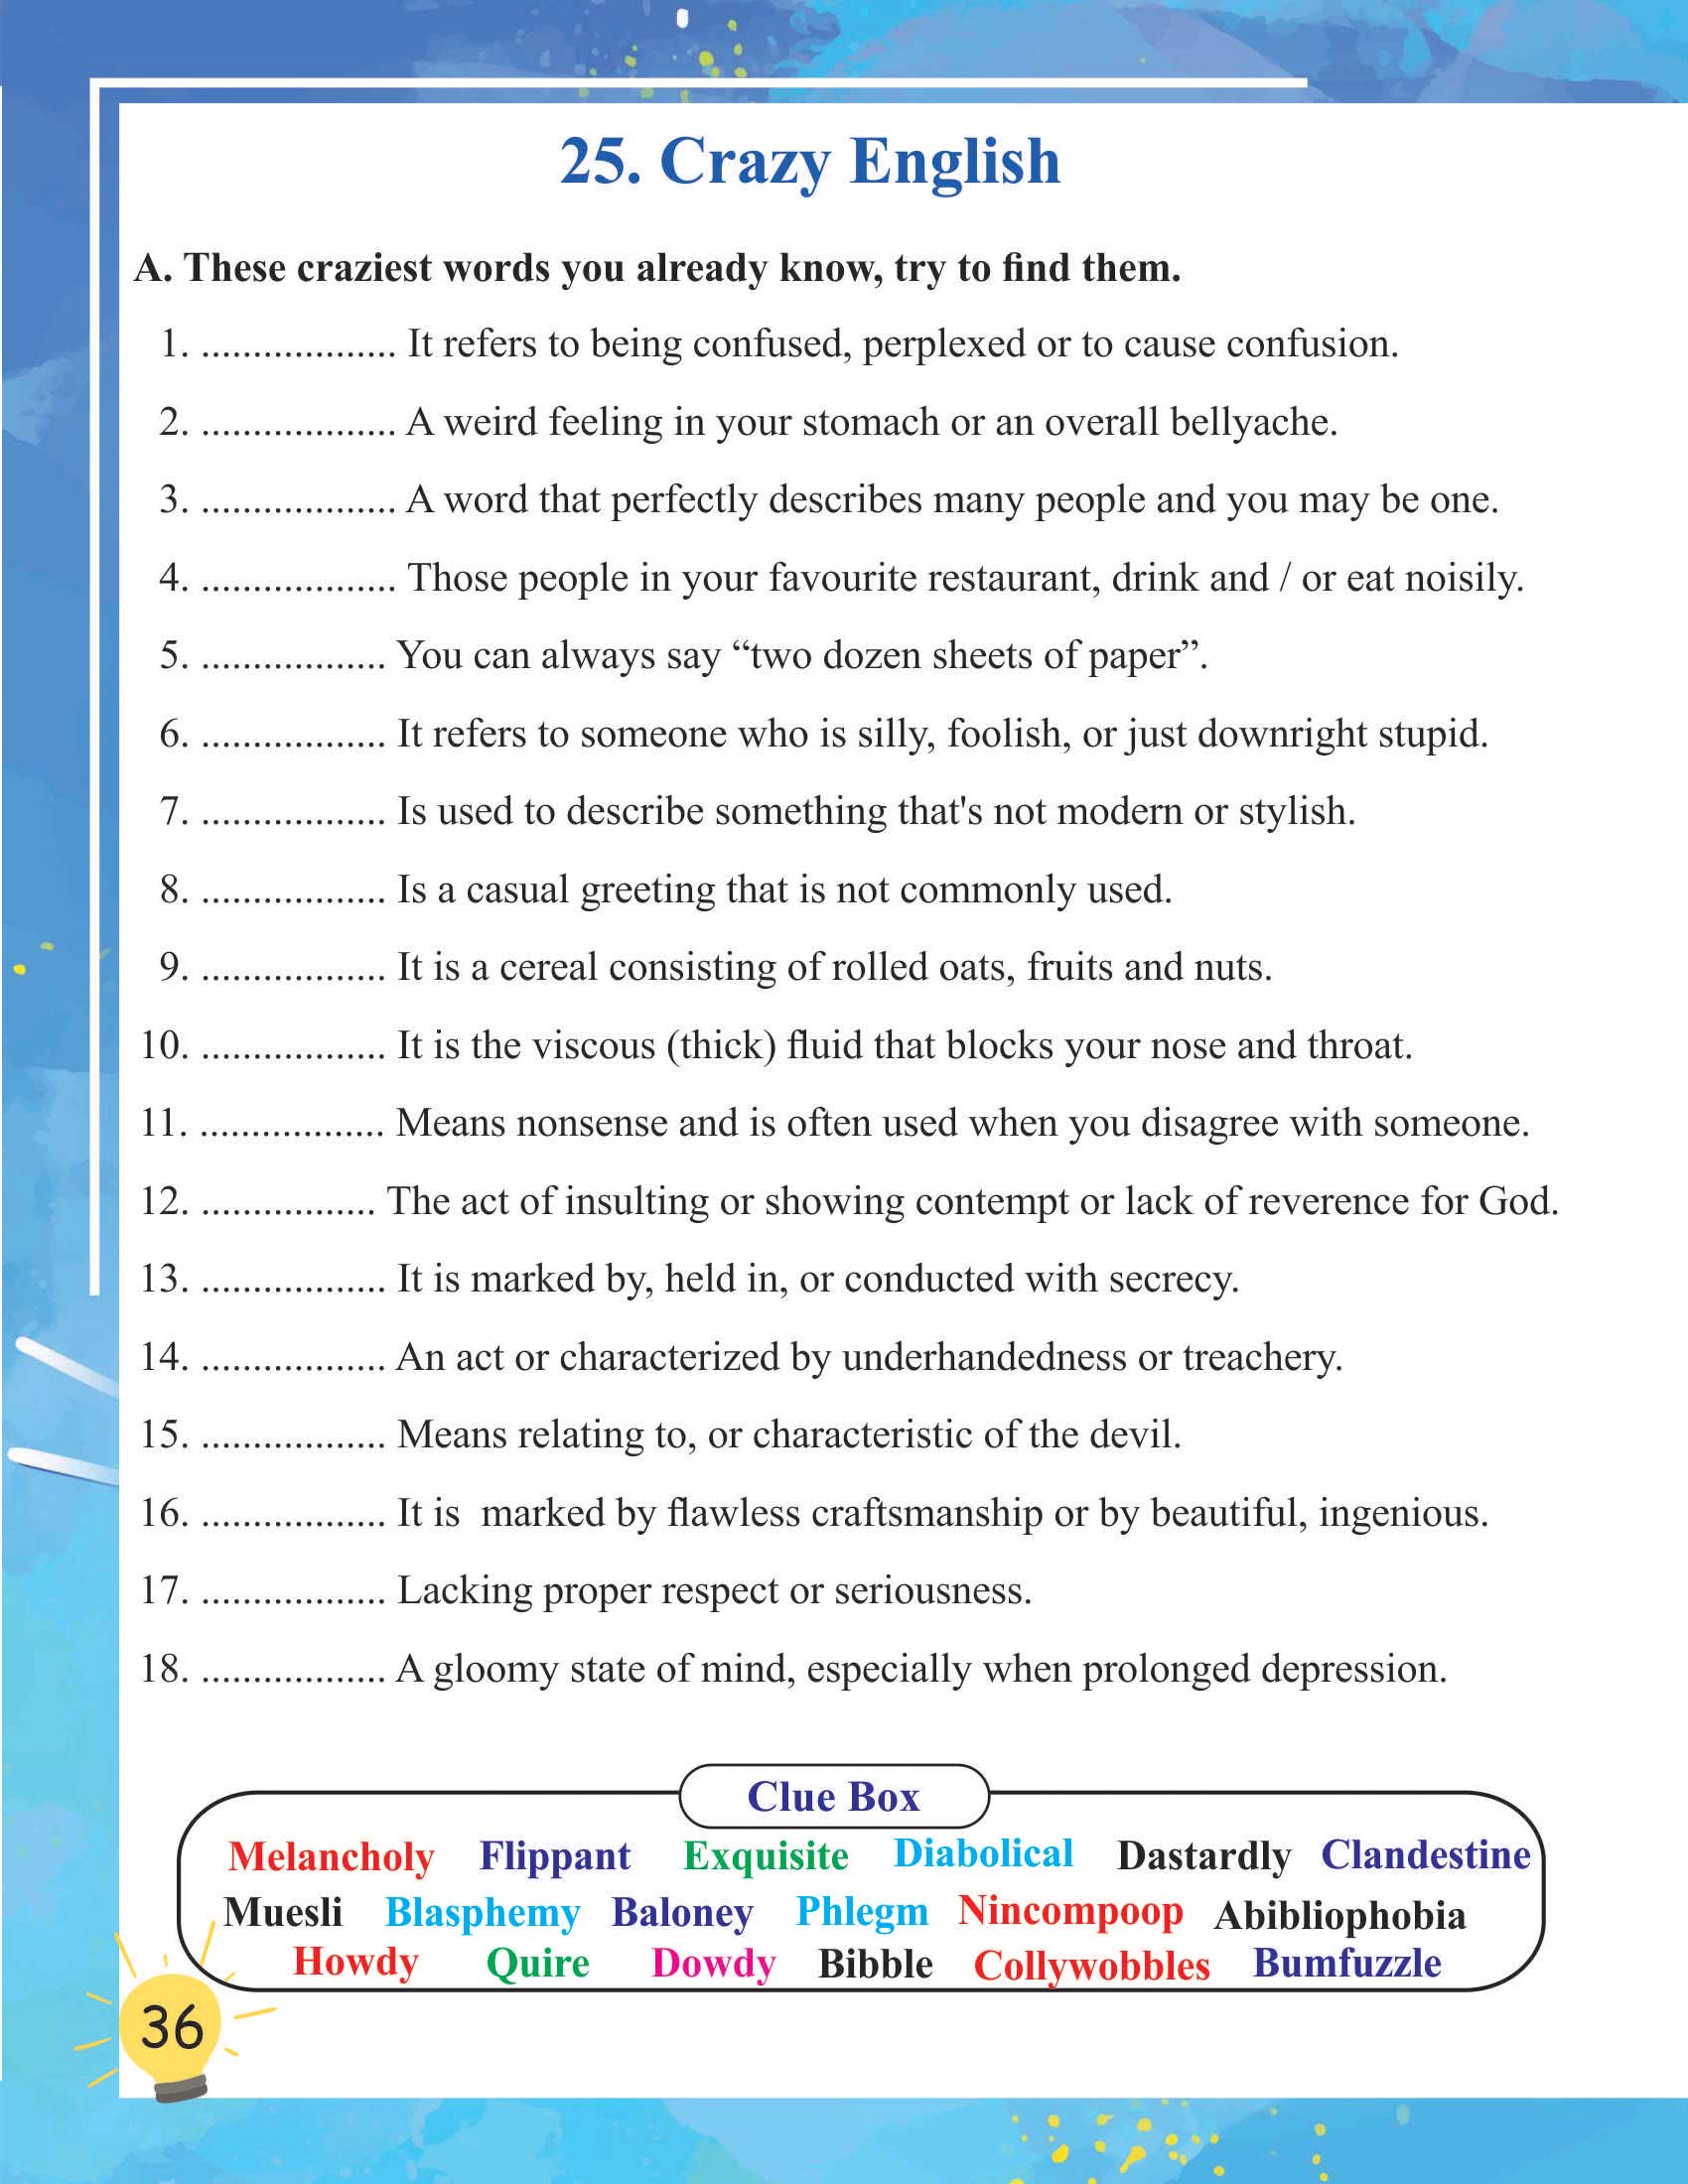 25. Crazy English
A. These craziest words you already know, try to find them.
1. ................... It refers to being confused, perplexed or to cause confusion.
2. ................... A weird feeling in your stomach or an overall bellyache.
3. ................... A word that perfectly describes many people and you may be one.
4. ................... Those people in your favourite restaurant, drink and / or eat noisily.
5. .................. You can always say “two dozen sheets of paper”.
6. .................. It refers to someone who is silly, foolish, or just downright stupid.
7. .................. Is used to describe something that's not modern or stylish.
8. .................. Is a casual greeting that is not commonly used.
9. .................. It is a cereal consisting of rolled oats, fruits and nuts.
10. .................. It is the viscous (thick) fluid that blocks your nose and throat.
11. .................. Means nonsense and is often used when you disagree with someone.
12. ................. The act of insulting or showing contempt or lack of reverence for God.
13. .................. It is marked by, held in, or conducted with secrecy.
14. .................. An act or characterized by underhandedness or treachery.
15. .................. Means relating to, or characteristic of the devil.
16. .................. It is  marked by flawless craftsmanship or by beautiful, ingenious.
17. .................. Lacking proper respect or seriousness.
18. .................. A gloomy state of mind, especially when prolonged depression.
Clue Box
Melancholy Flippant Exquisite Diabolical Dastardly Clandestine
Muesli Blasphemy Baloney Phlegm Nincompoop Abibliophobia
Howdy Quire Dowdy Bibble Collywobbles Bumfuzzle
36